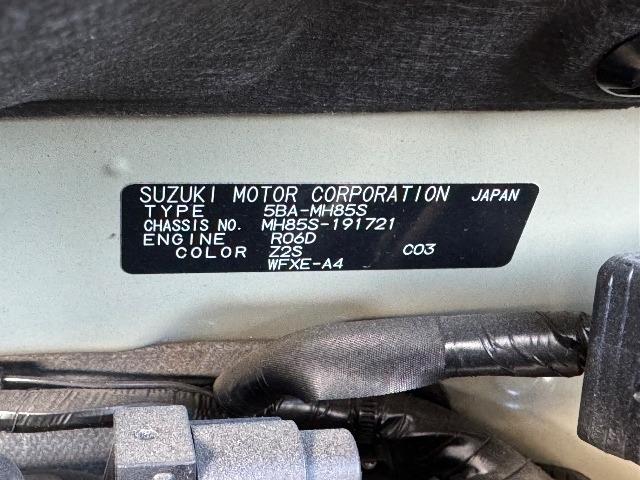 SUZUKI MOTOR CORPORATION JAPAN
TYPE 5BA-MH85S
CHASSIS NO. MH85S-191721
ENGINE R06D
COLOR Z2S C03
WFXE-A4